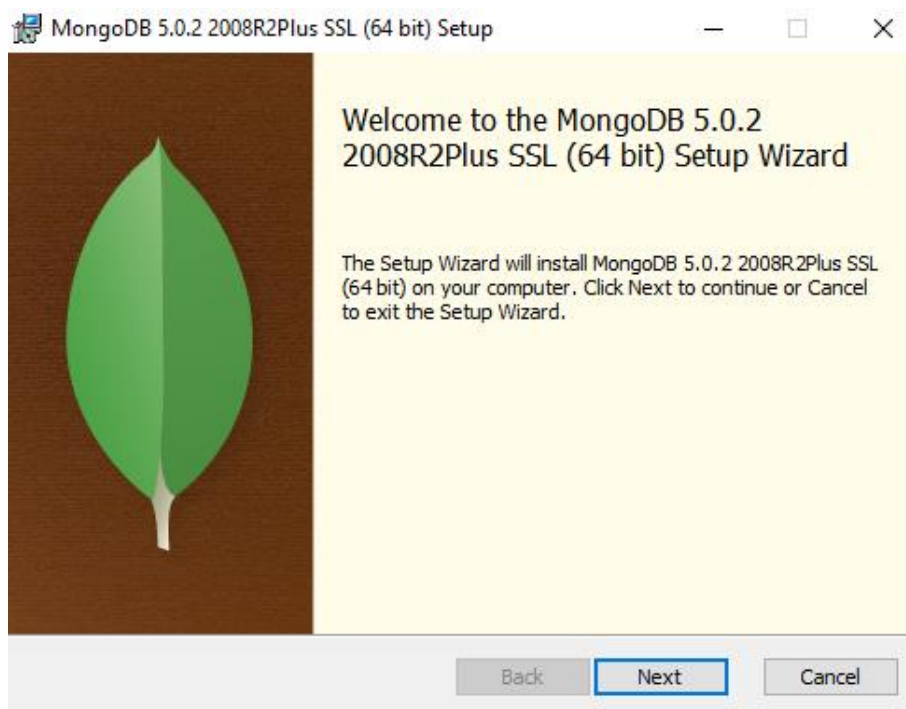 MongoDB 5.0.2 2008R2Plus SSL (64 bit) Setup
Welcome to the MongoDB 5.0.2
2008R2Plus SSL (64 bit) Setup Wizard
The Setup Wizard will install MongoDB 5.0.2 2008R2Plus SSL
(64 bit) on your computer. Click Next to continue or Cancel
to exit the Setup Wizard.
Back Next Cancel